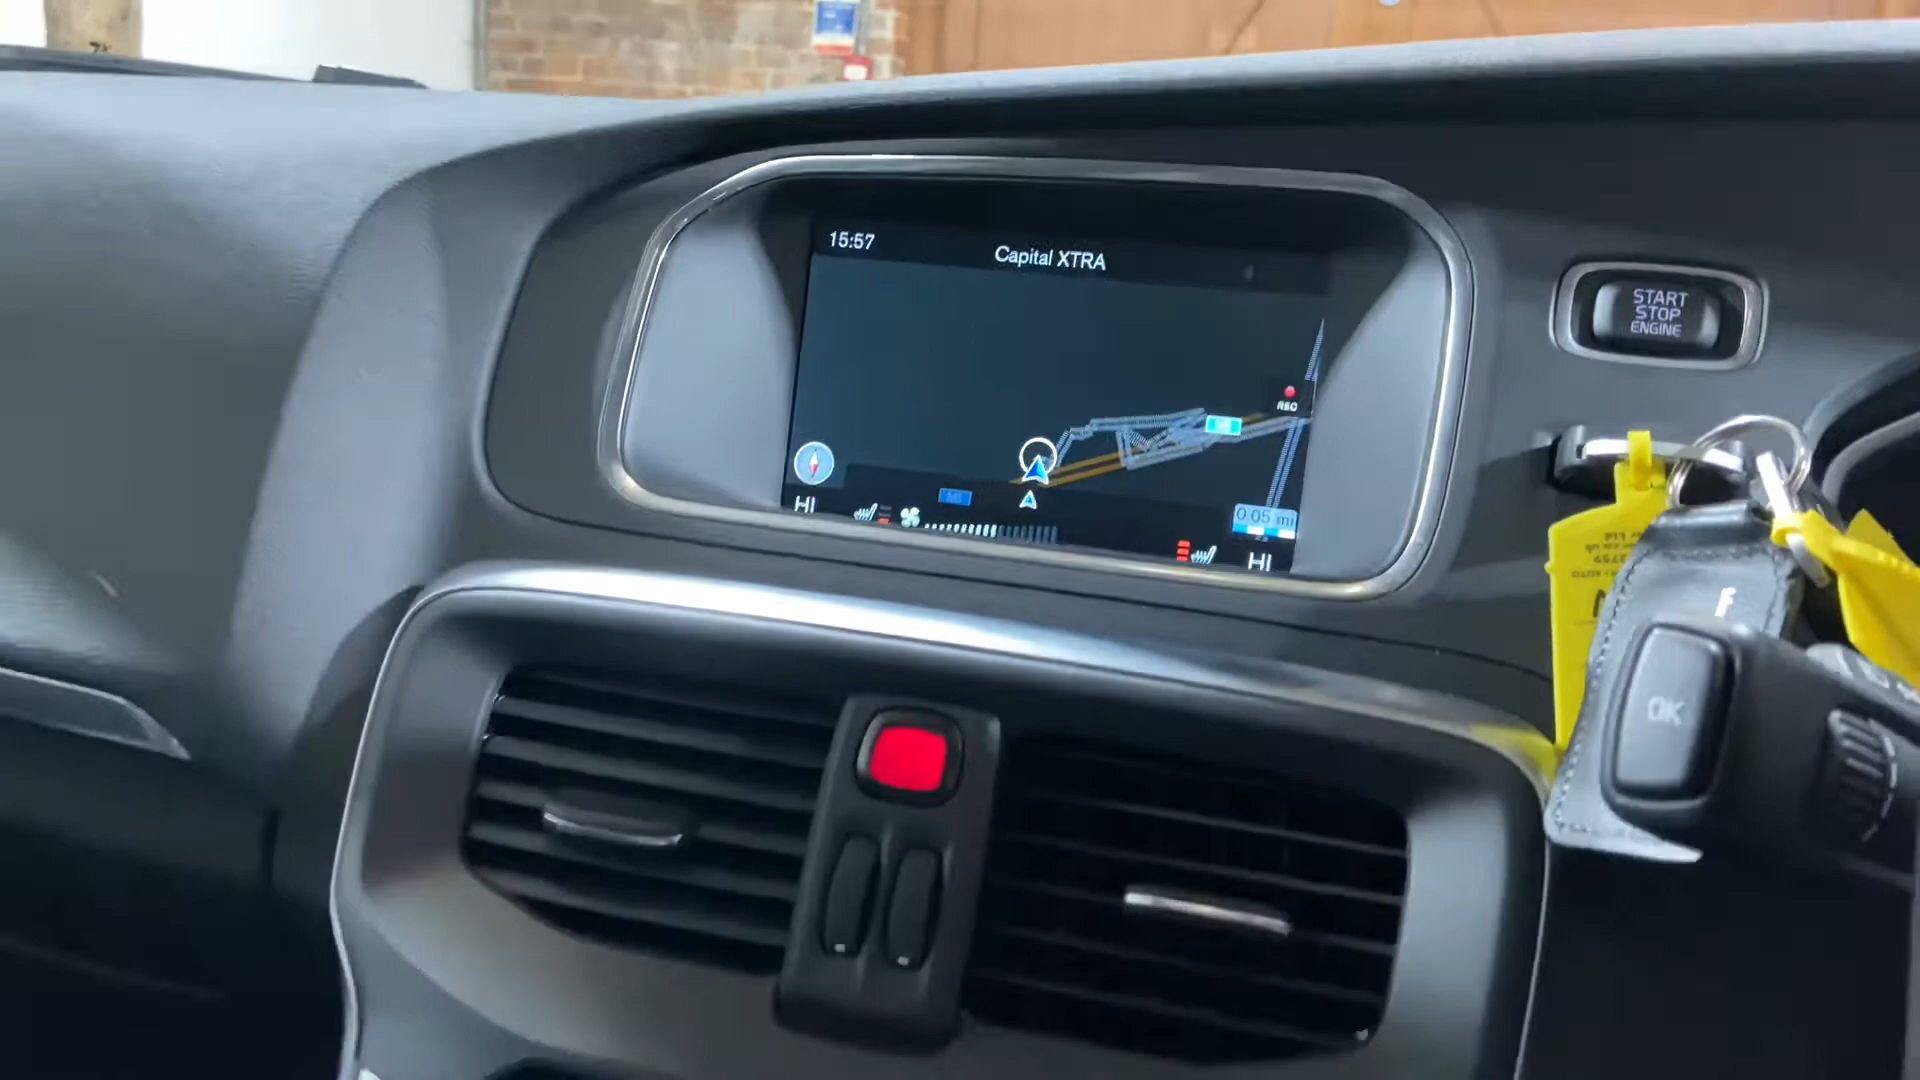 15:57
Capital XTRA
REC
HI
0.05 mi
HI
START
STOP
ENGINE
OK